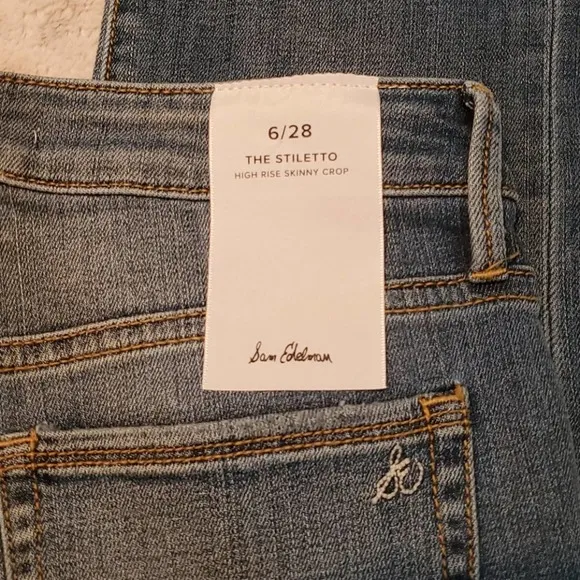 6/28
THE STILETTO
HIGH RISE SKINNY CROP
Sam Edelman